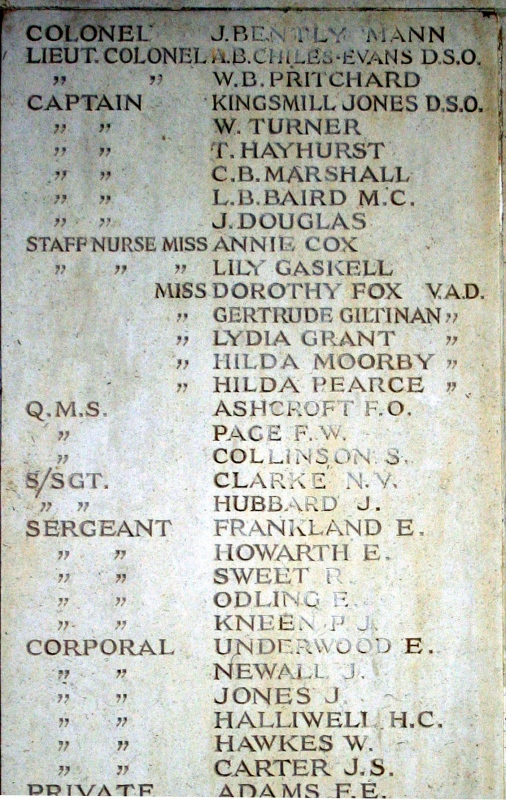 COLONEL J. BENTLY MANN
LIEUT. COLONEL A.B. CHILES-EVANS D.S.O.
" " W.B. PRITCHARD
CAPTAIN KINGSMILL JONES D.S.O.
" " W. TURNER
" " T. HAYHURST
" " C.B. MARSHALL
" " L.B. BAIRD M.C.
" " J. DOUGLAS
STAFF NURSE MISS ANNIE COX
" " " LILY GASKELL
MISS DOROTHY FOX V.A.D.
" GERTRUDE GILTINAN "
" LYDIA GRANT "
" HILDA MOORBY "
" HILDA PEARCE "
Q.M.S. ASHCROFT F.O.
" PAGE F.W.
" COLLINSON S.
S/SGT. CLARKE N.V.
" " HUBBARD J.
SERGEANT FRANKLAND E.
" " HOWARTH E.
" " SWEET R.
" " ODLING E.
" " KNEEN P.J.
CORPORAL UNDERWOOD E.
" " NEWALL J.
" " JONES J.
" " HALLIWELL H.C.
" " HAWKES W.
" " CARTER J.S.
PRIVATE ADAMS F.E.